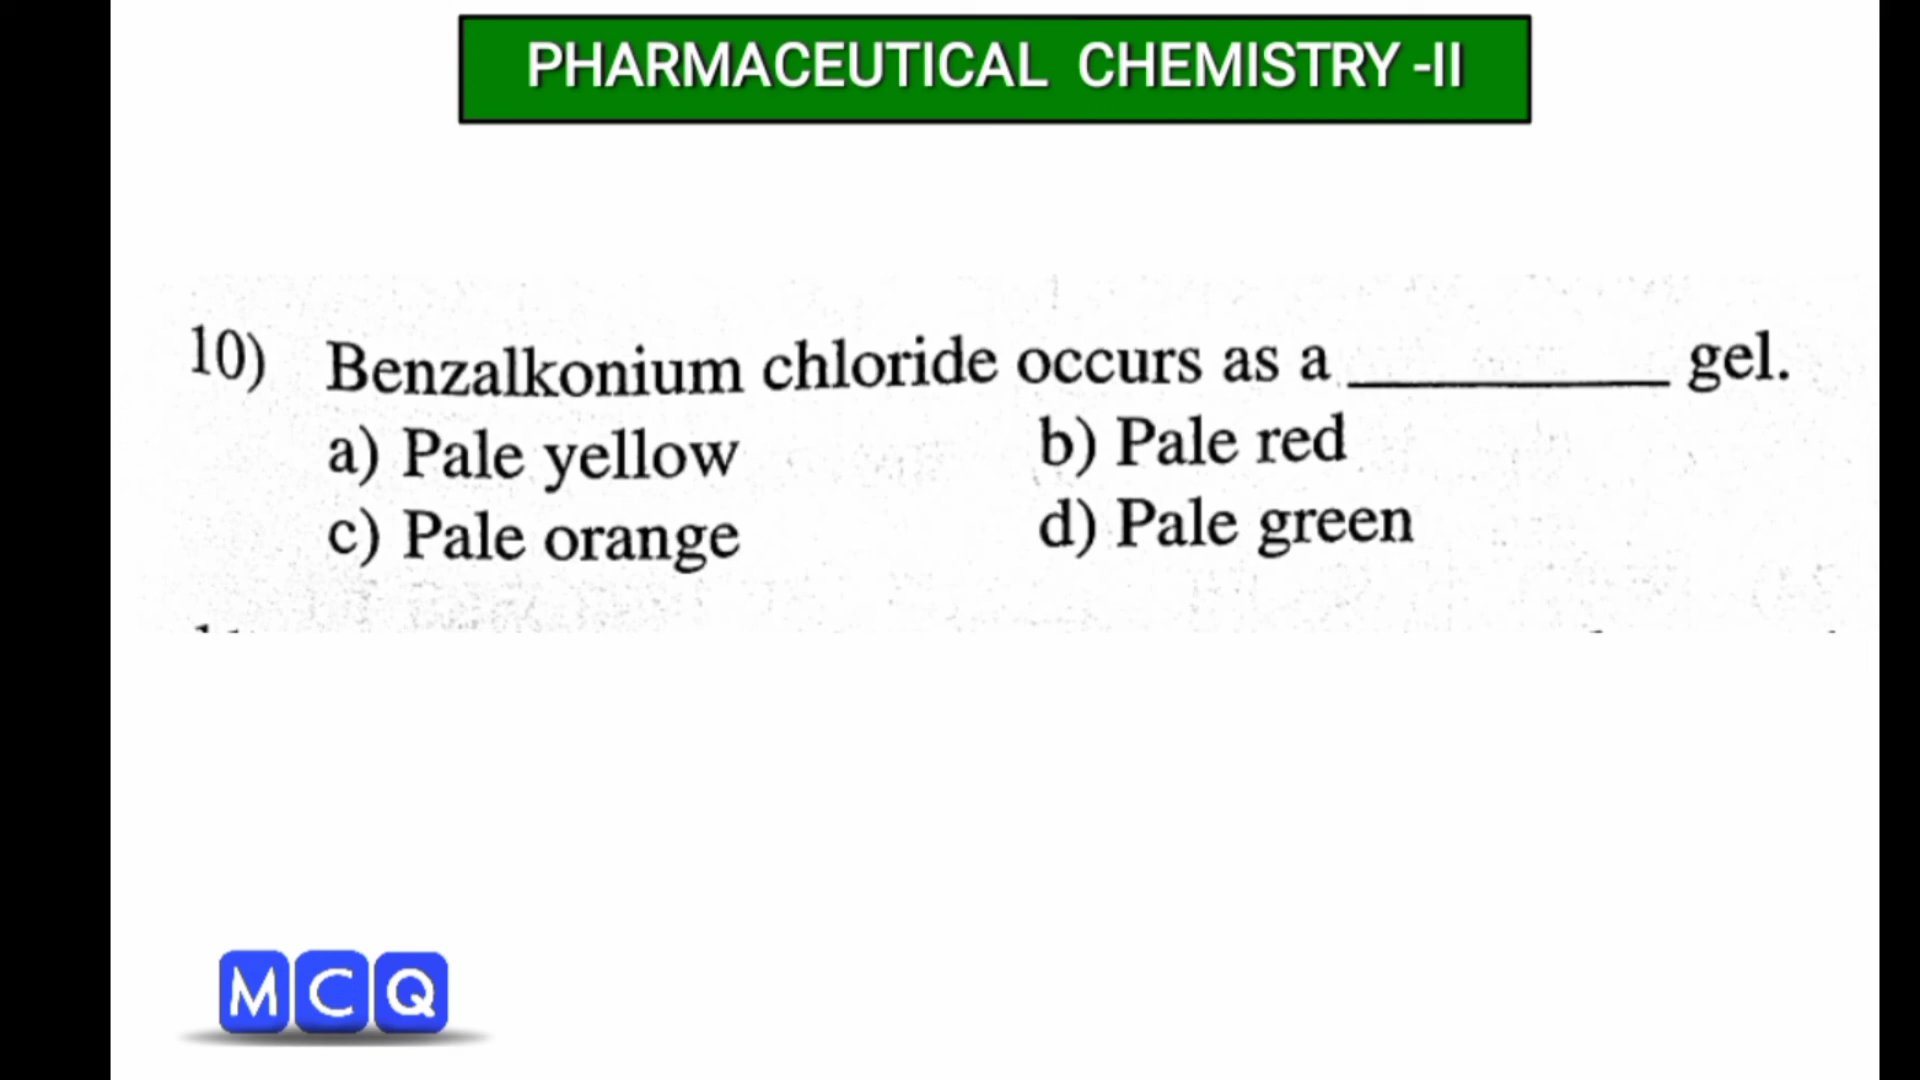 PHARMACEUTICAL CHEMISTRY -II
10) Benzalkonium chloride occurs as a __________ gel.
a) Pale yellow b) Pale red
c) Pale orange d) Pale green
MCQ